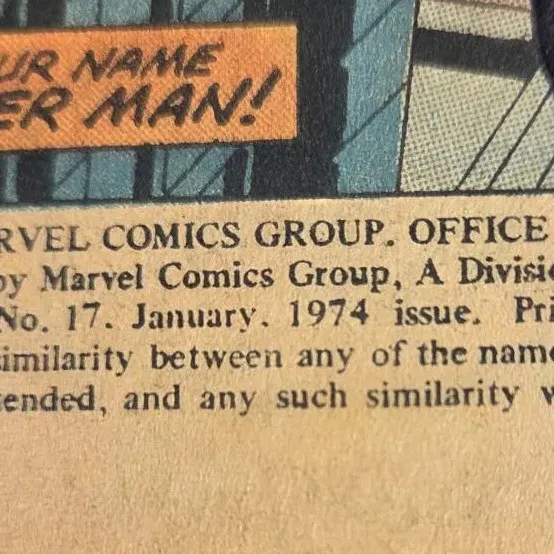 UR NAME
ER MAN!
RVEL COMICS GROUP. OFFICE
by Marvel Comics Group, A Divisi
No. 17. January. 1974 issue. Pri
similarity between any of the name
tended, and any such similarity w